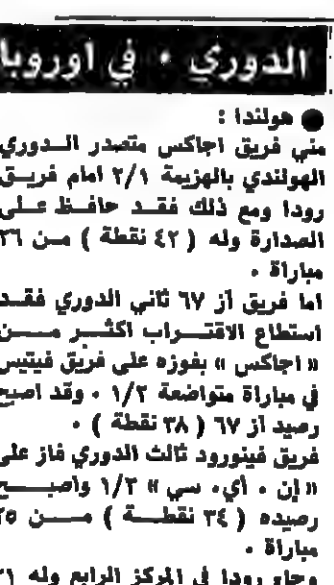 الدوري • في اوروبا
● هولندا :
مني فريق اجاكس متصدر الدوري
الهولندي بالهزيمة ٢/١ امام فريق
رودا ومع ذلك فقد حافظ على
الصدارة وله ( ٤٢ نقطة ) من ٢٦
مباراة •
اما فريق أز ٦٧ ثاني الدوري فقد
استطاع الاقتراب اكثر من
« اجاكس » بفوزه على فريق فيتيس
في مباراة متواضعة ١/٢ • وقد اصبح
رصيد أز ٦٧ ( ٣٨ نقطة ) •
فريق فينورود ثالث الدوري فاز على
« إن • أي • سي » ١/٢ واصبح
رصيده ( ٣٤ نقطة ) من ٢٥
مباراة •
وجاء رودا في المركز الرابع وله ٣١